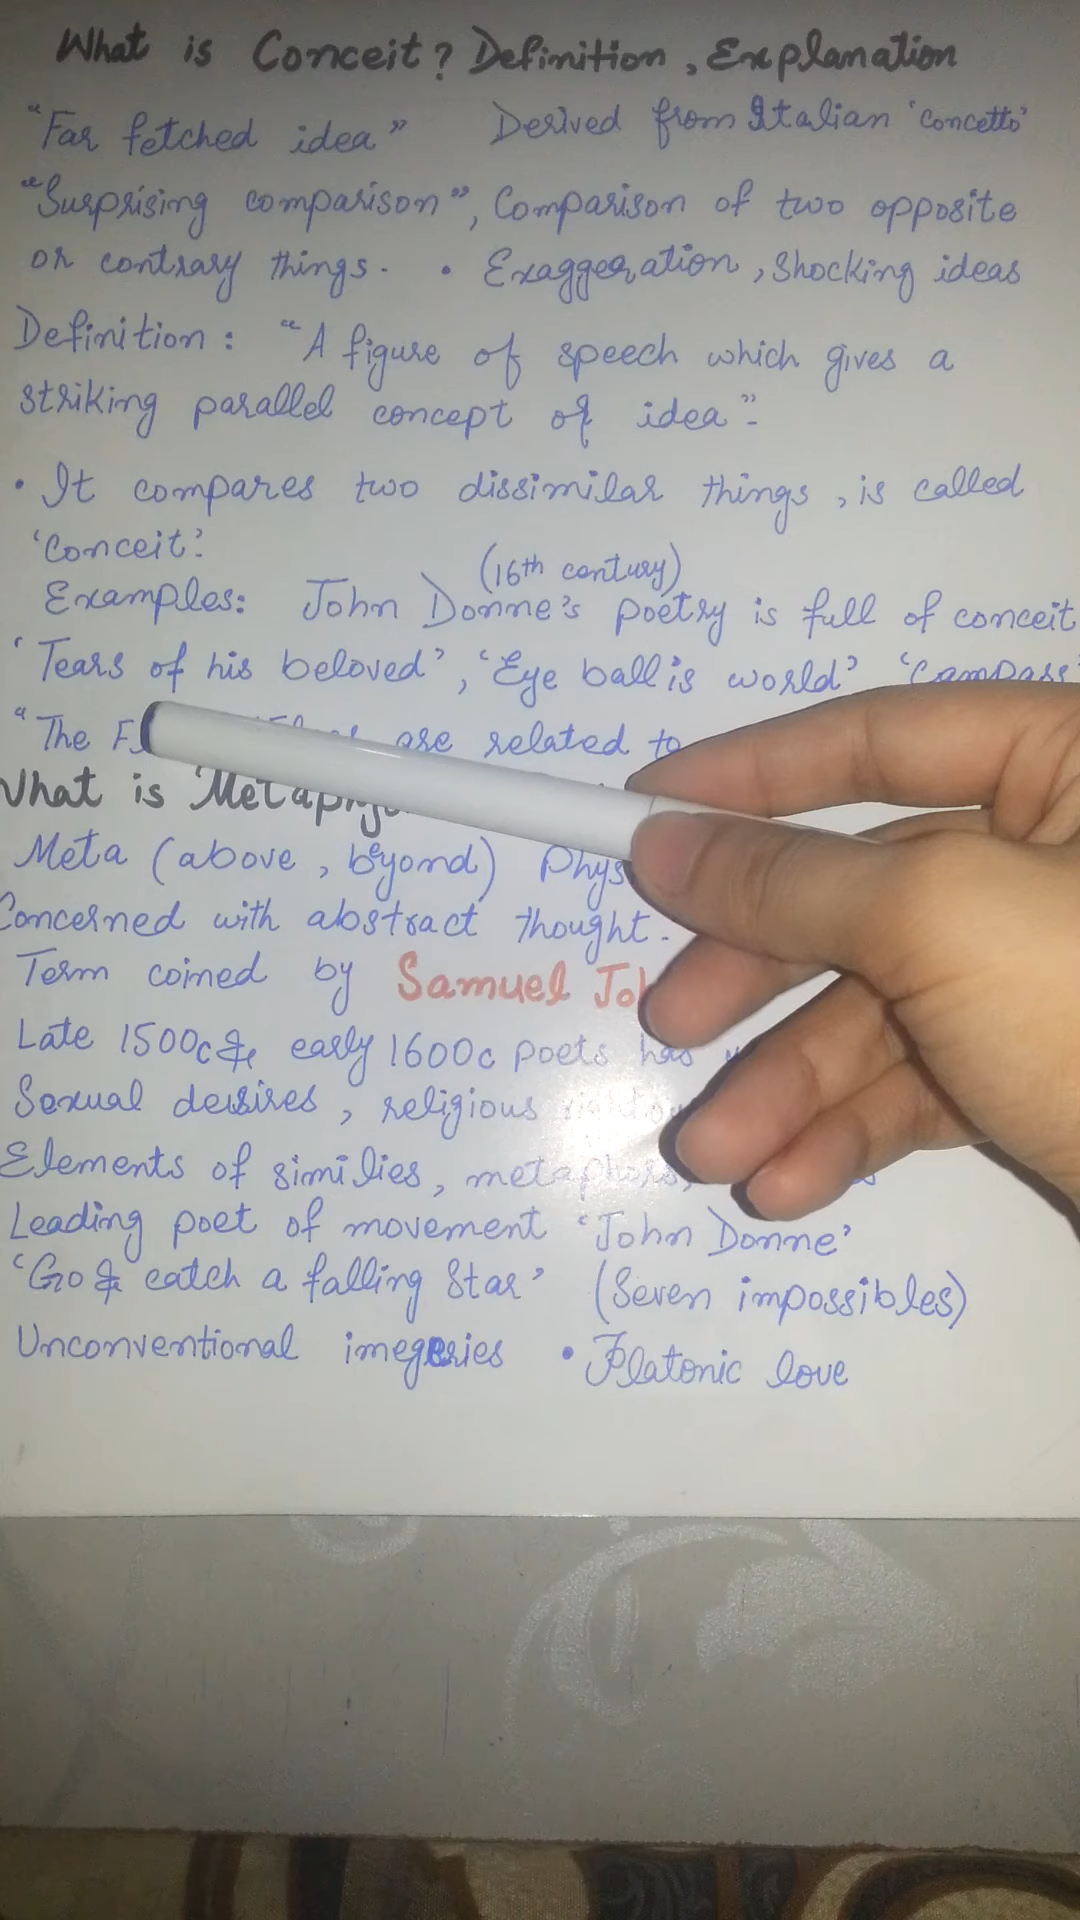 What is Conceit? Definition, Explanation
"Far fetched idea" Derived from Italian 'concetto'
"Surprising comparison", Comparison of two opposite
or contrary things. • Exaggeration, Shocking ideas
Definition: "A figure of speech which gives a
striking parallel concept of idea".
• It compares two dissimilar things, is called
'Conceit'.
(16th century)
Examples: John Donne's poetry is full of conceit
'Tears of his beloved', 'Eye ball is world' 'Compass'
"The are related to
What is
Meta (above, beyond)
Concerned with abstract thought.
Term coined by Samuel
Late 1500c & early 1600c poets has
Sexual desires, religious
Elements of similies, metaphors,
Leading poet of movement 'John Donne'
'Go & catch a falling star' (Seven impossibles)
Unconventional imegeries • Platonic love